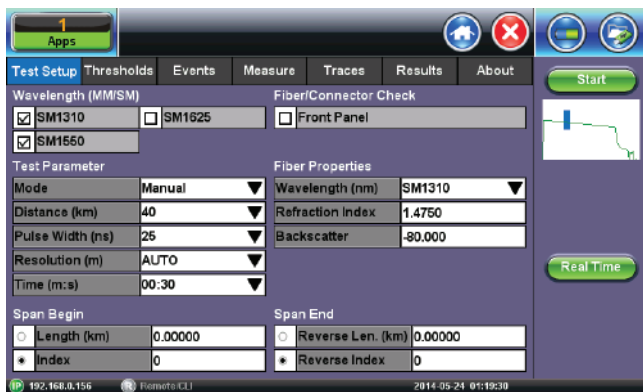 1
Apps
Test Setup Thresholds Events Measure Traces Results About
Start
Wavelength (MM/SM) Fiber/Connector Check
SM1310 SM1625 Front Panel
SM1550
Test Parameter Fiber Properties
Mode Manual Wavelength (nm) SM1310
Distance (km) 40 Refraction Index 1.4750
Pulse Width (ns) 25 Backscatter -80.000
Resolution (m) AUTO
Real Time
Time (m:s) 00:30
Span Begin Span End
Length (km) 0.00000 Reverse Len. (km) 0.00000
Index 0 Reverse Index 0
IP 192.168.0.156 R Remote/CLI 2014-05-24 01:19:30